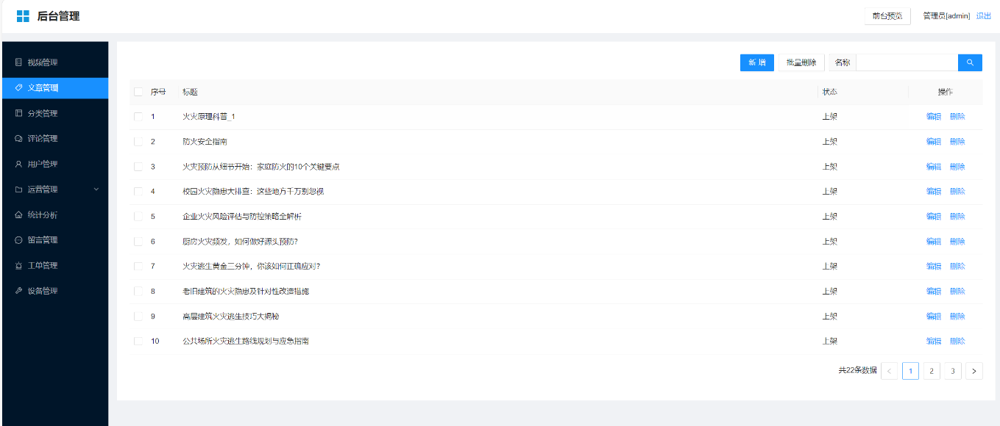 后台管理
前台预览 管理员[admin] 退出
视频管理
文章管理
分类管理
评论管理
用户管理
运营管理
统计分析
留言管理
工单管理
设备管理
新 增 批量删除 名称
序号 标题 状态 操作
1 火灾原理科普_1 上架 编辑 删除
2 防火安全指南 上架 编辑 删除
3 火灾预防从细节开始：家庭防火的10个关键要点 上架 编辑 删除
4 校园火灾隐患大排查：这些地方千万别忽视 上架 编辑 删除
5 企业火灾风险评估与防控策略全解析 上架 编辑 删除
6 厨房火灾频发，如何做好源头预防？ 上架 编辑 删除
7 火灾逃生黄金三分钟，你该如何正确应对？ 上架 编辑 删除
8 老旧建筑的火灾隐患及针对性改造措施 上架 编辑 删除
9 高层建筑火灾逃生技巧大揭秘 上架 编辑 删除
10 公共场所火灾逃生路线规划与应急指南 上架 编辑 删除
共22条数据 1 2 3